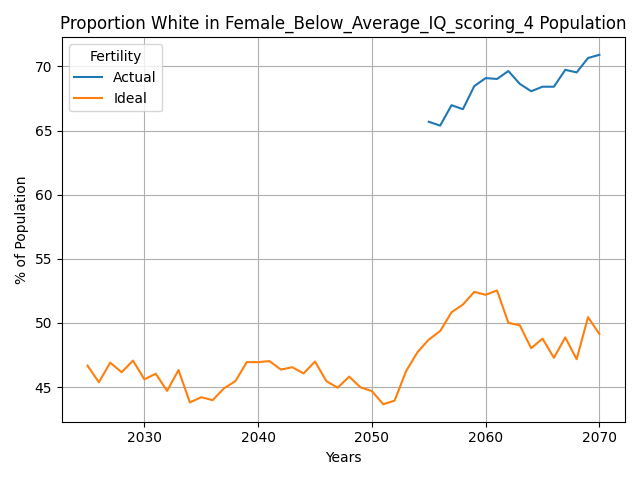 Proportion White in Female_Below_Average_IQ_scoring_4 Population
Fertility
Actual
Ideal
% of Population
70
65
60
55
50
45
2030
2040
2050
2060
2070
Years